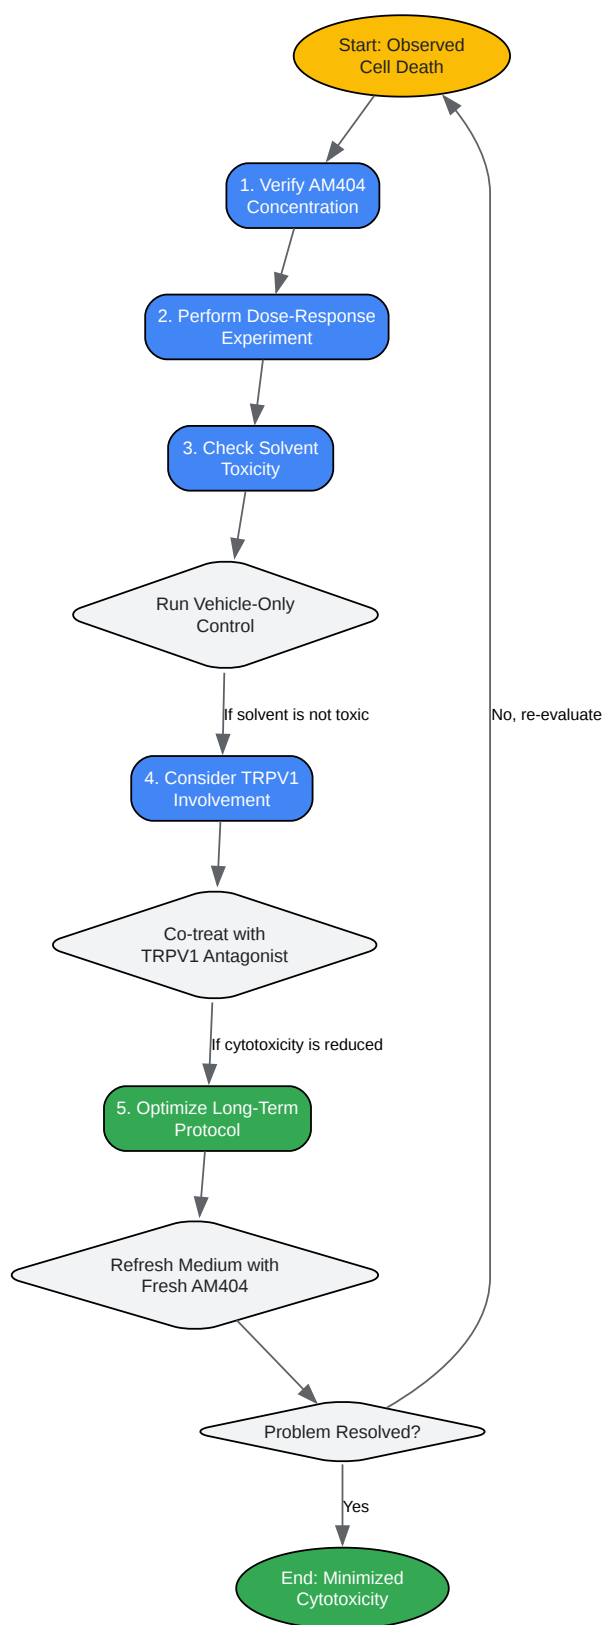 Start: Observed
Cell Death
1. Verify AM404
Concentration
2. Perform Dose-Response
Experiment
3. Check Solvent
Toxicity
Run Vehicle-Only
Control
If solvent is not toxic
No, re-evaluate
4. Consider TRPV1
Involvement
Co-treat with
TRPV1 Antagonist
If cytotoxicity is reduced
5. Optimize Long-Term
Protocol
Refresh Medium with
Fresh AM404
Problem Resolved?
Yes
End: Minimized
Cytotoxicity